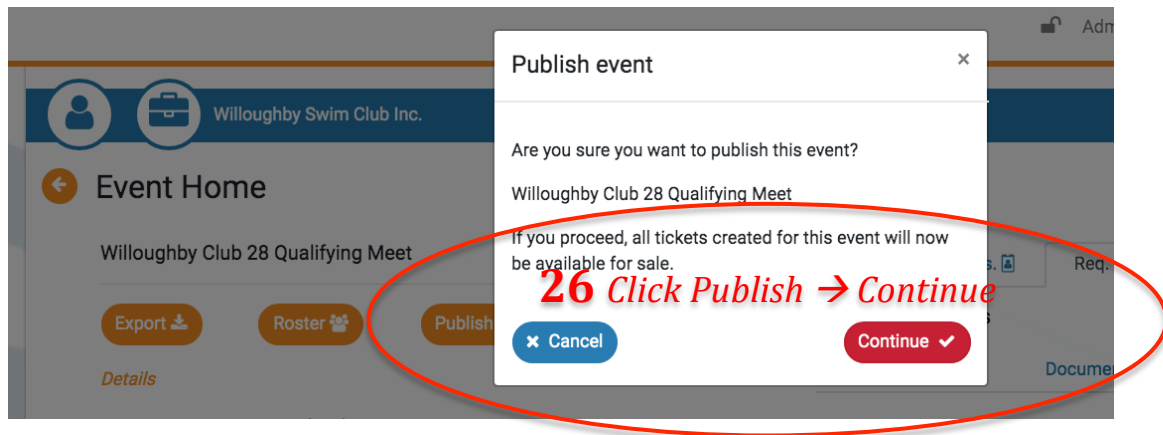 Adm
Publish event
×
Willoughby Swim Club Inc.
Are you sure you want to publish this event?
Event Home
Willoughby Club 28 Qualifying Meet
If you proceed, all tickets created for this event will now
be available for sale.
Willoughby Club 28 Qualifying Meet
s.
Req.
26 Click Publish → Continue
s
Export
Roster
Publish
Cancel
Continue
Details
Documen